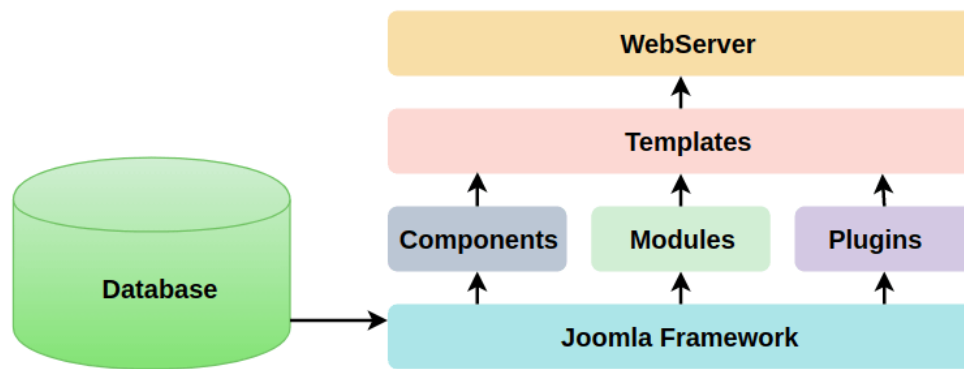 WebServer
Templates
Components
Modules
Plugins
Database
Joomla Framework